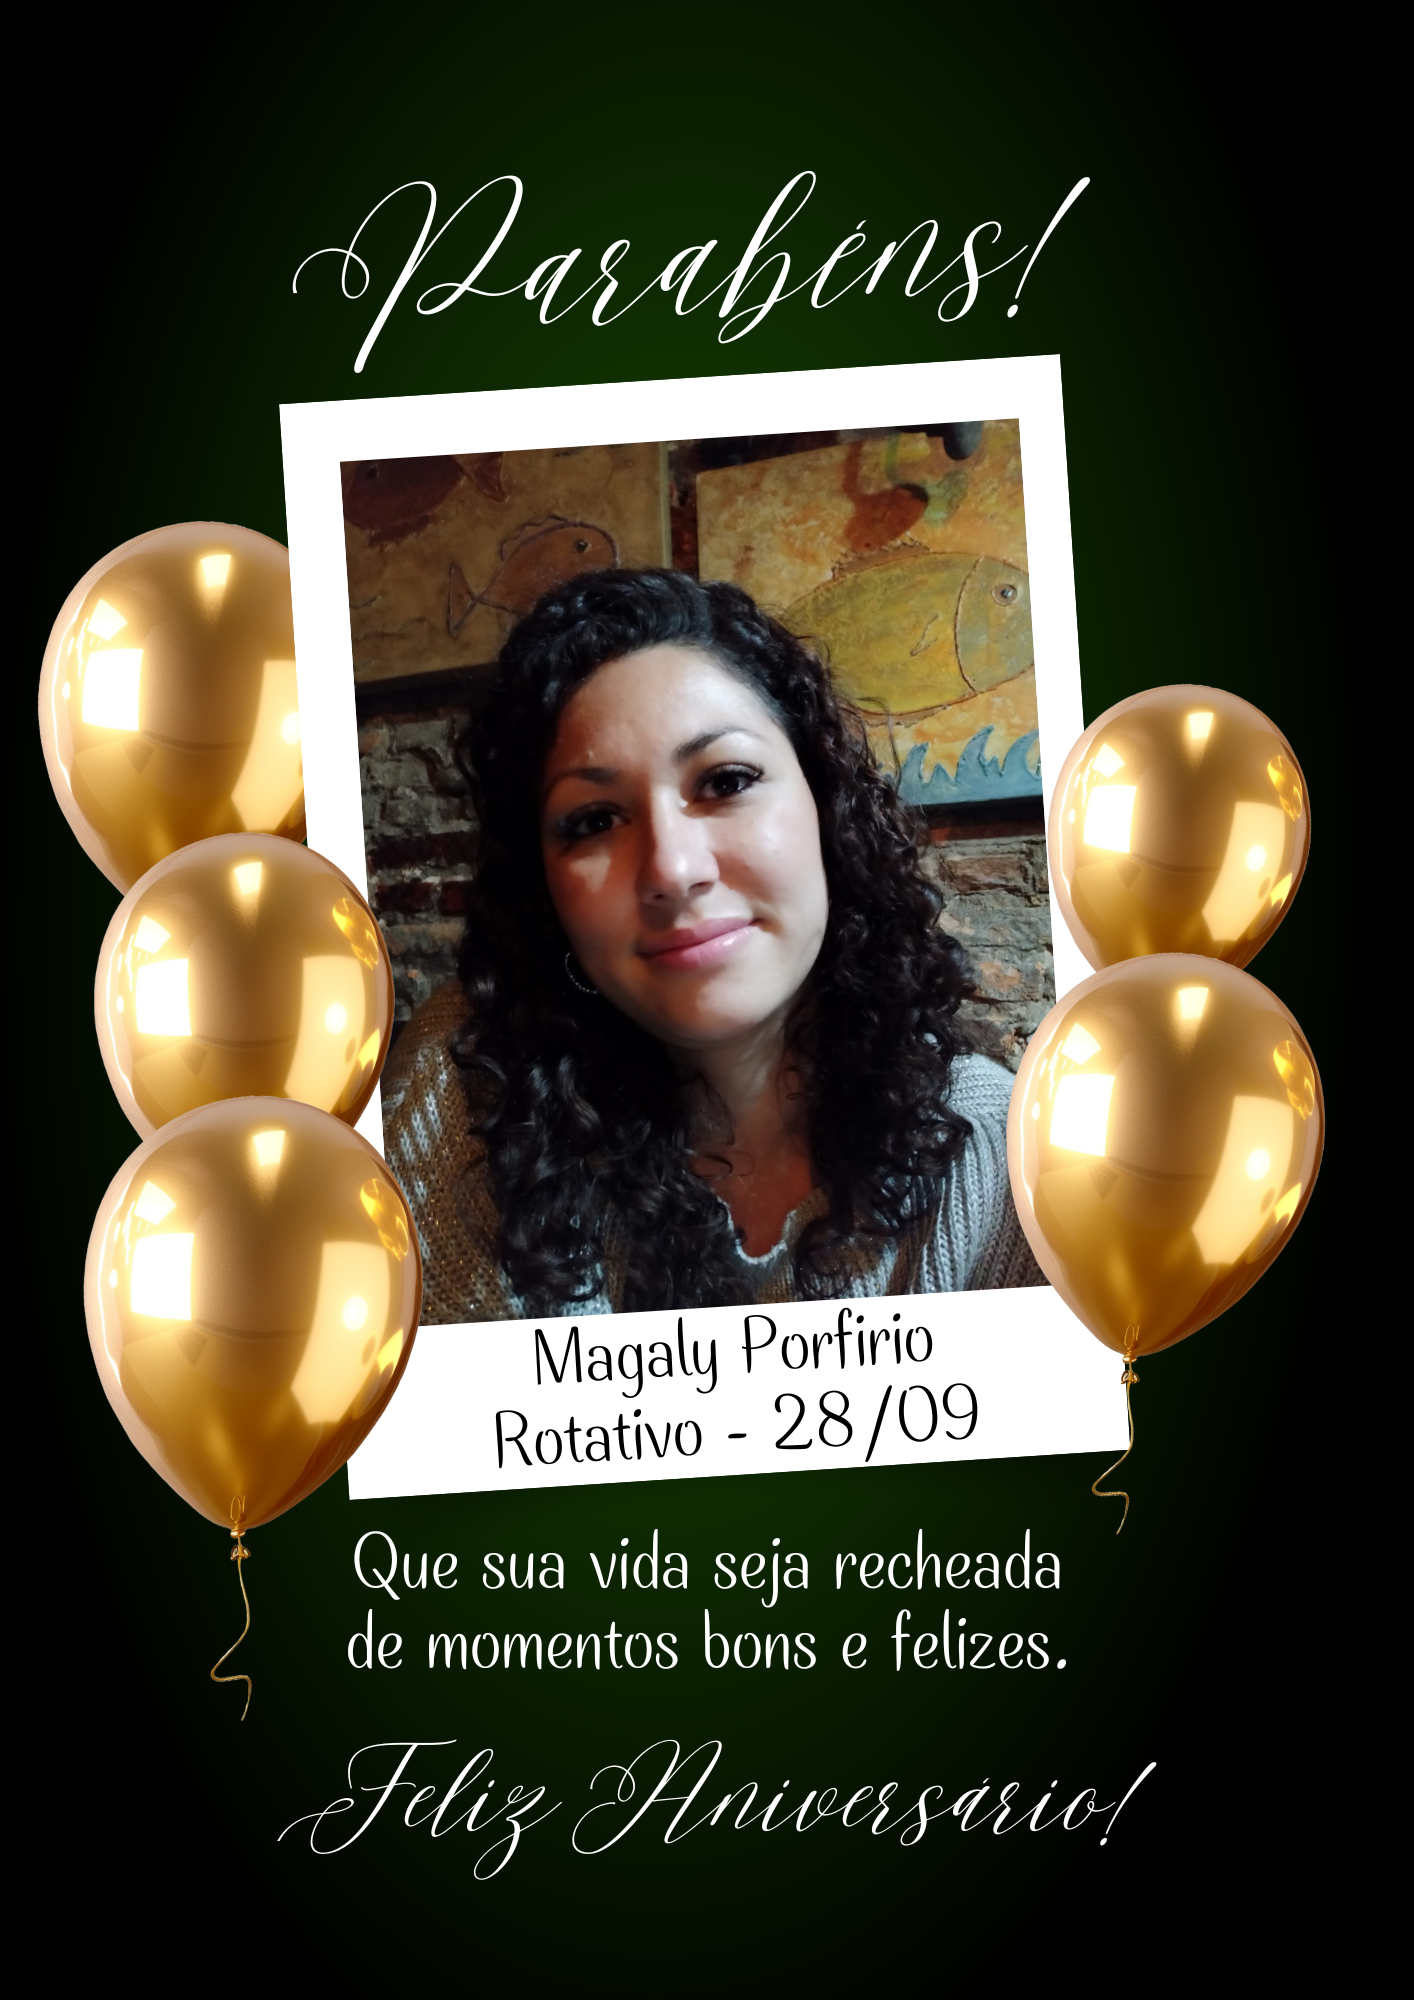 Parabéns!
Magaly Porfirio
Rotativo - 28/09
Que sua vida seja recheada
de momentos bons e felizes.
Feliz Aniversário!